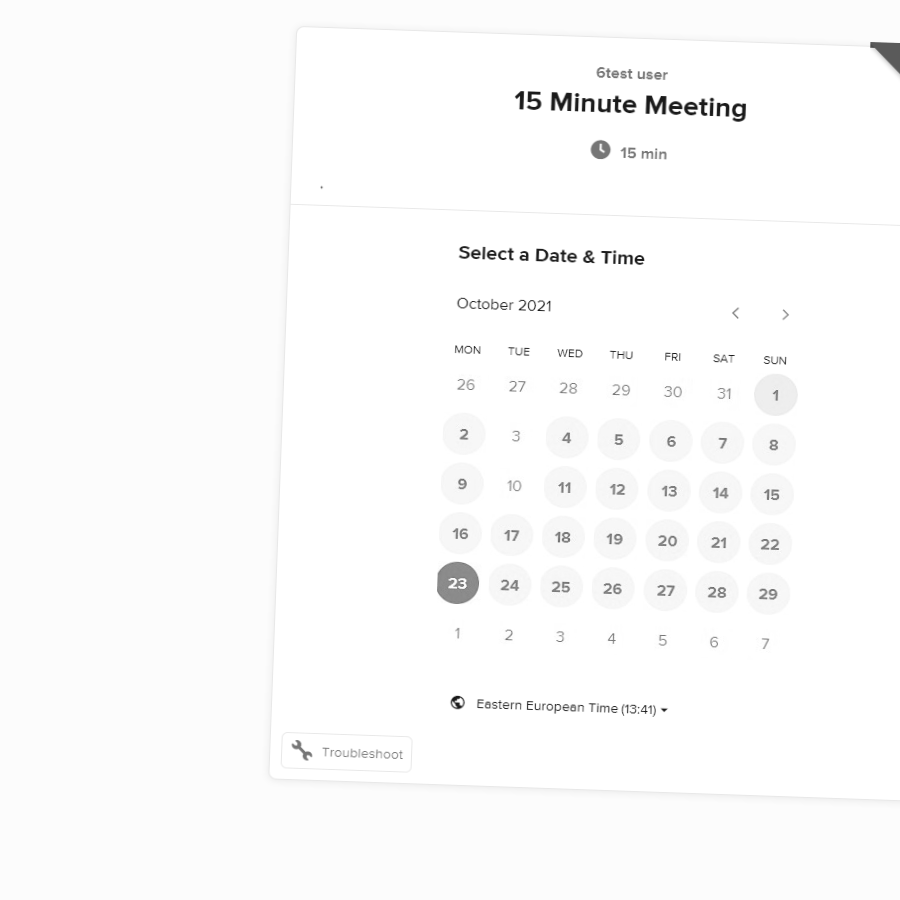 6test user
15 Minute Meeting
15 min
Select a Date & Time
October 2021
MON TUE WED THU FRI SAT SUN
26 27 28 29 30 31 1
2 3 4 5 6 7 8
9 10 11 12 13 14 15
16 17 18 19 20 21 22
23 24 25 26 27 28 29
1 2 3 4 5 6 7
Eastern European Time (13:41)
Troubleshoot